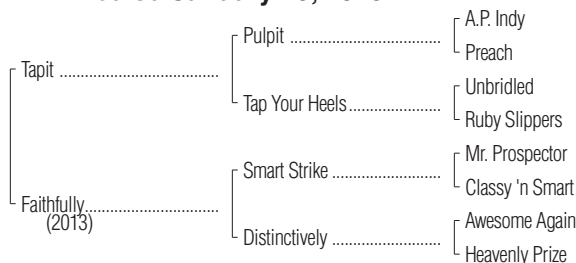 A.P. Indy
Pulpit
Preach
Tapit
Unbridled
Tap Your Heels
Ruby Slippers
Mr. Prospector
Smart Strike
Classy 'n Smart
Faithfully
(2013)
Awesome Again
Distinctively
Heavenly Prize